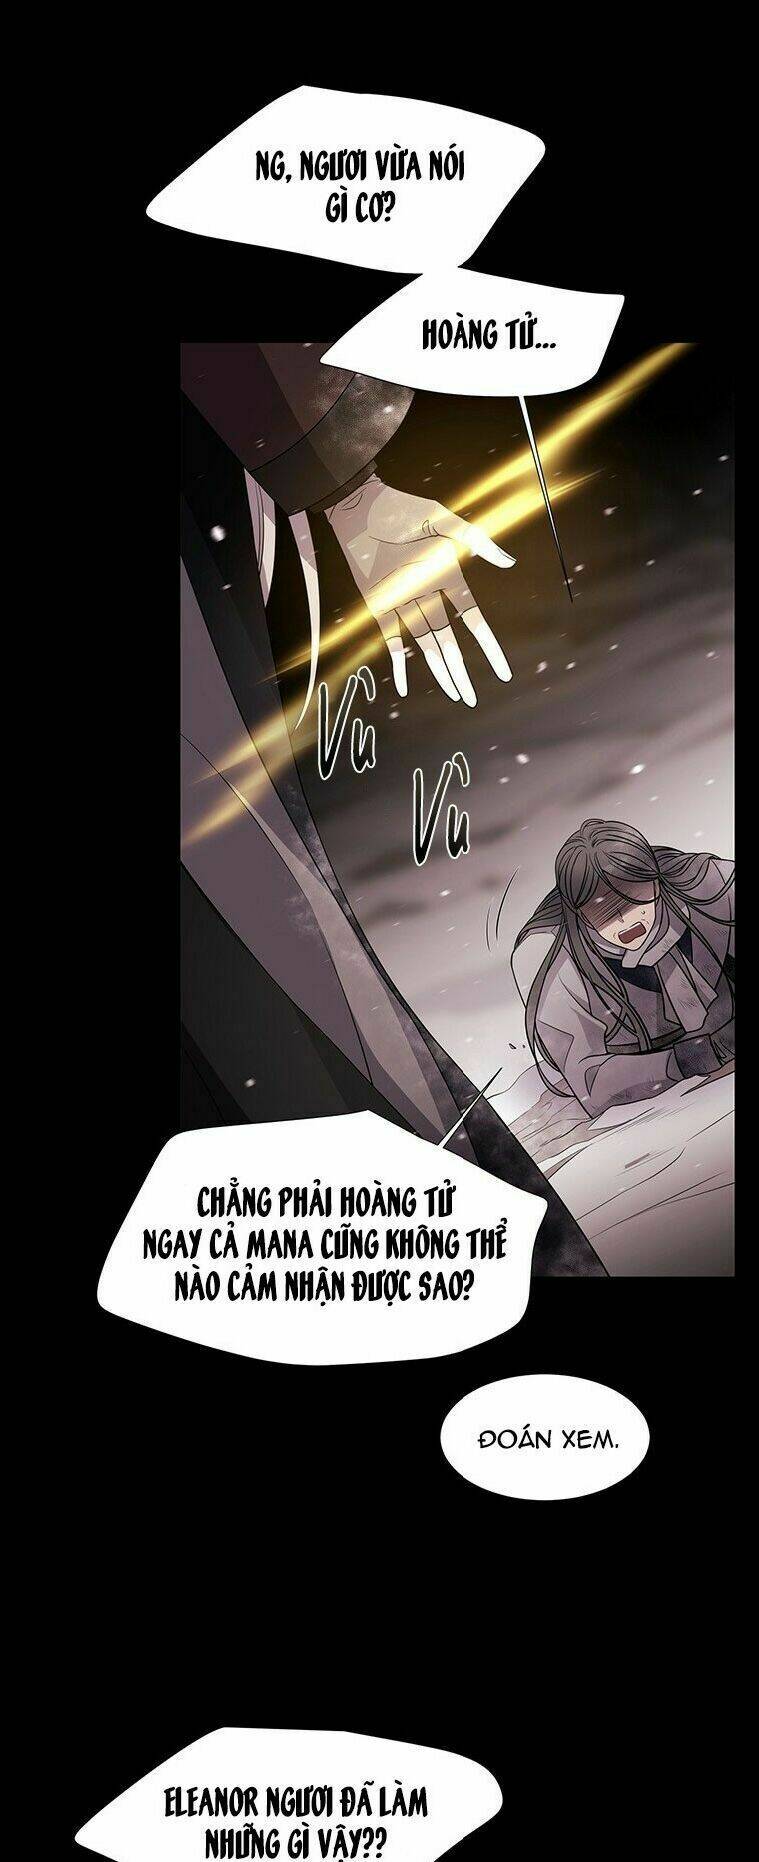 NG, NGƯƠI VỪA NÓI
GÌ CƠ?
HOÀNG TỬ...
VÙ
VÙ
CHẲNG PHẢI HOÀNG TỬ
NGAY CẢ MANA CŨNG KHÔNG THỂ
NÀO CẢM NHẬN ĐƯỢC SAO?
ĐOÁN XEM.
ELEANOR NGƯƠI ĐÃ LÀM
NHỮNG GÌ VẬY??